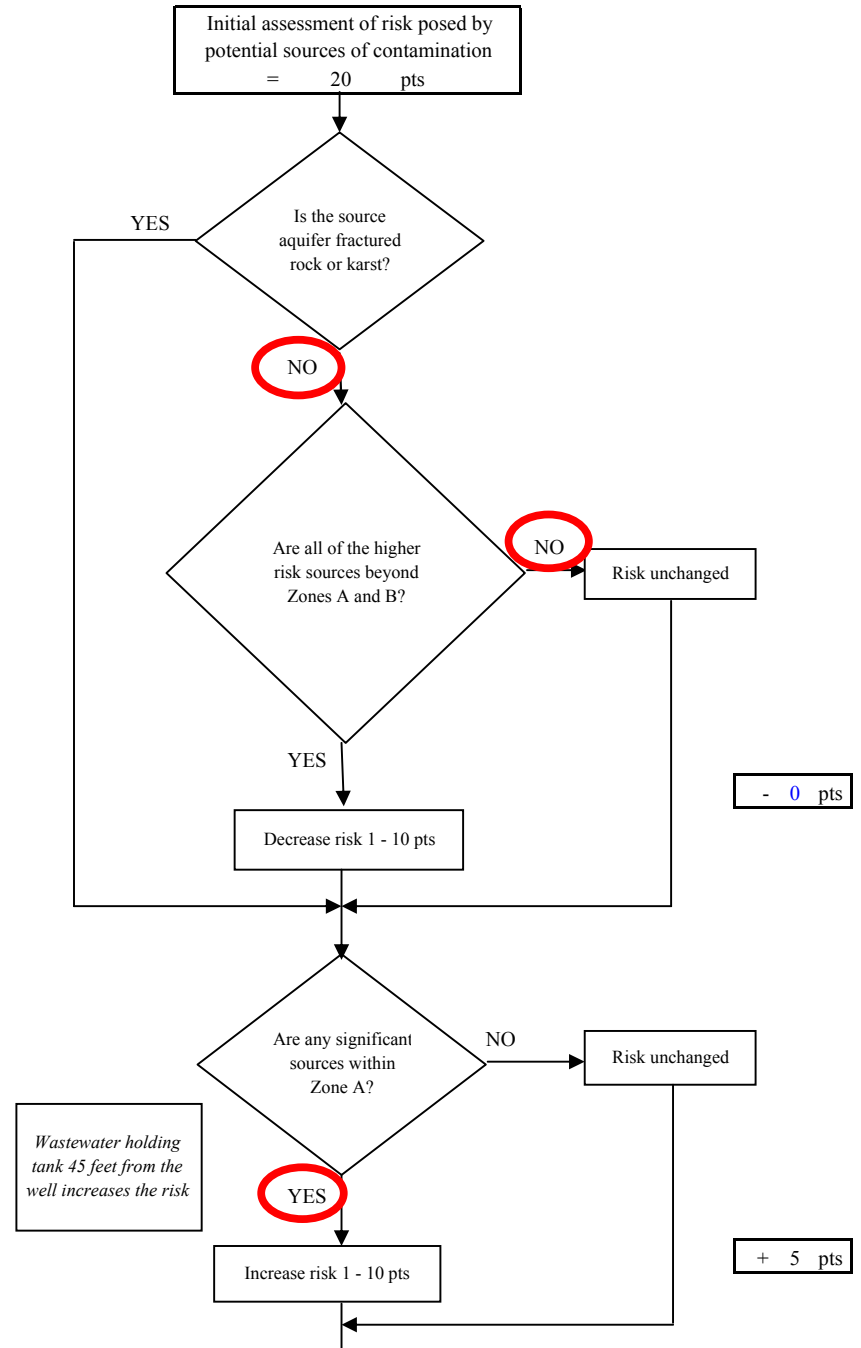 Initial assessment of risk posed by
potential sources of contamination
= 20 pts
YES
Is the source
aquifer fractured
rock or karst?
NO
Are all of the higher
risk sources beyond
Zones A and B?
NO
Risk unchanged
YES
- 0 pts
Decrease risk 1 - 10 pts
Are any significant
sources within
Zone A?
NO
Risk unchanged
Wastewater holding
tank 45 feet from the
well increases the risk
YES
+ 5 pts
Increase risk 1 - 10 pts